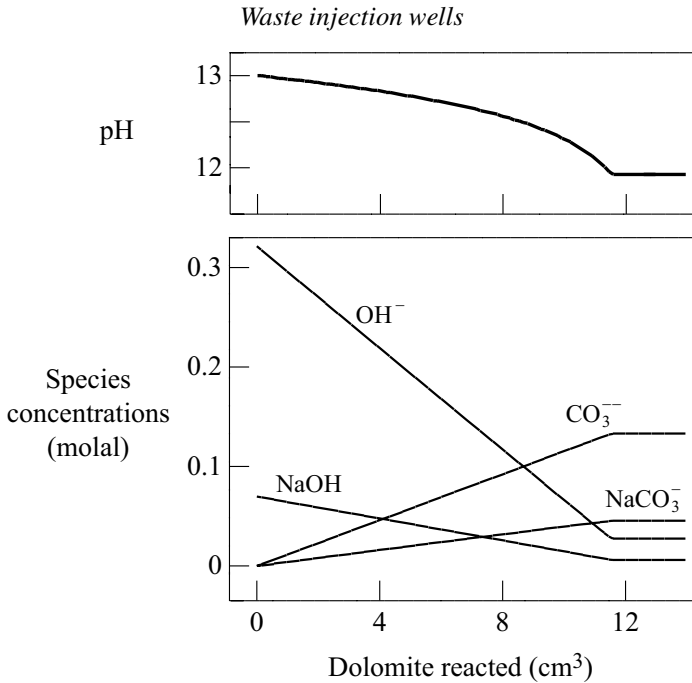 Waste injection wells
13
pH
12
0.3
OH⁻
0.2
Species
concentrations
(molal)
CO₃⁻⁻
0.1
NaOH
NaCO₃⁻
0
0 4 8 12
Dolomite reacted (cm³)